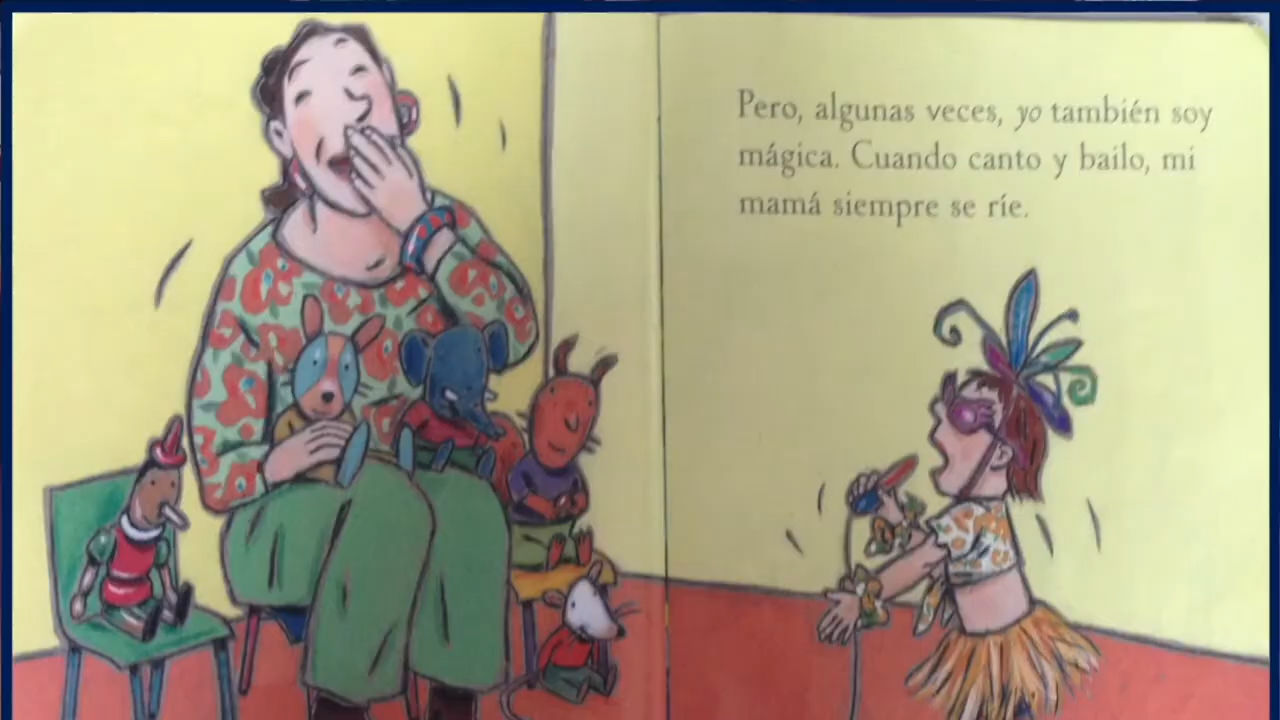 Pero, algunas veces, yo también soy
mágica. Cuando canto y bailo, mi
mamá siempre se ríe.